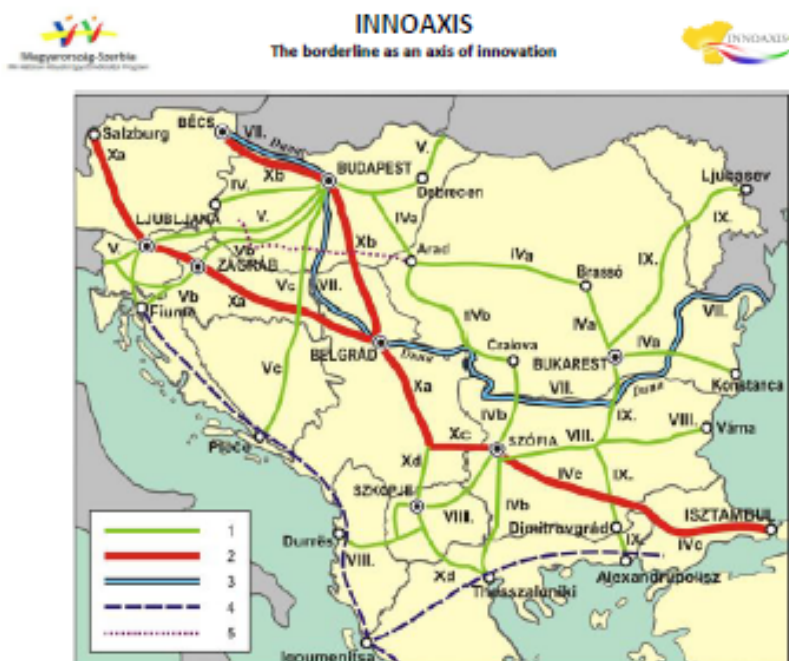 INNOAXIS
The borderline as an axis of innovation
Magyarország-Szerbia
INNOAXIS
Salzburg
BÉCS
VII.
Duna
V.
Xa
Xb
BUDAPEST
Debrecen
Ljubasev
IV.
V.
IVa
IX.
LJUBLJANA
Xb
Arad
IVa
V.
Vb
ZÁGRÁB
Vc
VII.
Brassó
Vb
Xa
Fiume
IVb
IVa
VII.
BELGRÁD
Duna
Craiova
BUKAREST
IVa
Vc
Xa
VII.
Duna
Konstanca
IVb
IX.
Ploče
Xc
SZÓFIA
VIII.
VIII.
Várna
Xd
IVc
IX.
SZKOPJE
IVb
ISZTAMBUL
VIII.
Dimitrovgrád
Durrës
IX.
IVc
VIII.
Xd
Alexandrupolisz
Thesszaloniki
Igoumenitsa
1
2
3
4
5